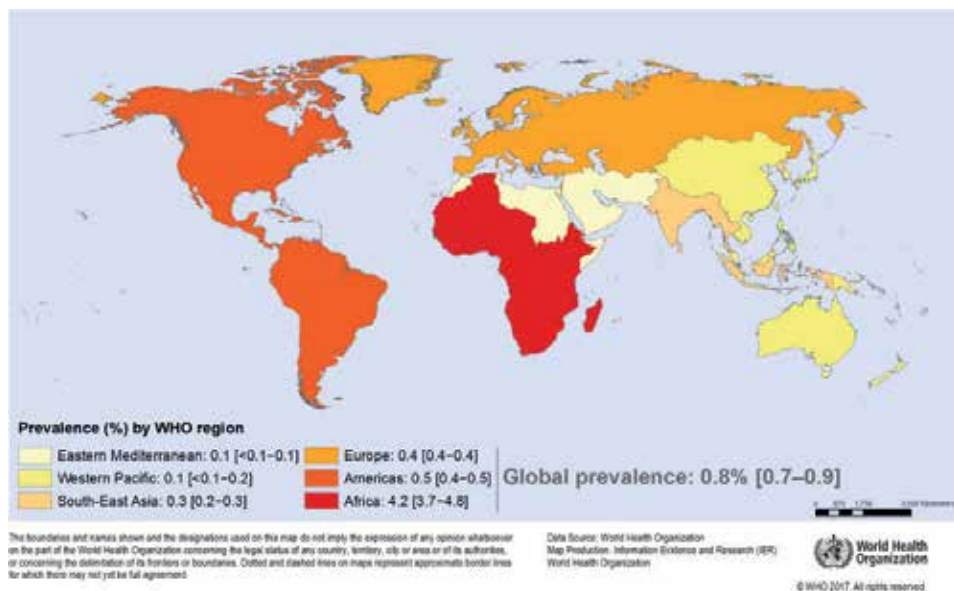 Prevalence (%) by WHO region
Eastern Mediterranean: 0.1 [<0.1–0.1]
Western Pacific: 0.1 [<0.1–0.2]
South-East Asia: 0.3 [0.2–0.3]
Europe: 0.4 [0.4–0.4]
Americas: 0.5 [0.4–0.5]
Africa: 4.2 [3.7–4.8]
Global prevalence: 0.8% [0.7–0.9]
The boundaries and names shown and the designations used on this map do not imply the expression of any opinion whatsoever
on the part of the World Health Organization concerning the legal status of any country, territory, city or area or of its authorities,
or concerning the delimitation of its frontiers or boundaries. Dotted and dashed lines on maps represent approximate border lines
for which there may not yet be full agreement.
Data Source: World Health Organization
Map Production: Information Evidence and Research (IER)
World Health Organization
World Health
Organization
© WHO 2017. All rights reserved